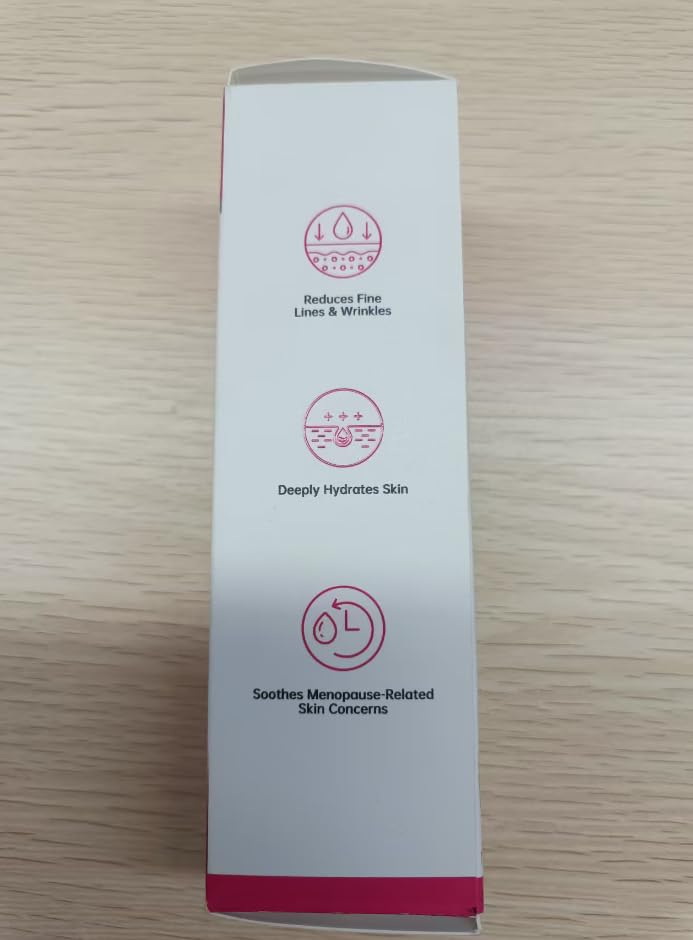 Reduces Fine
Lines & Wrinkles
Deeply Hydrates Skin
Soothes Menopause-Related
Skin Concerns